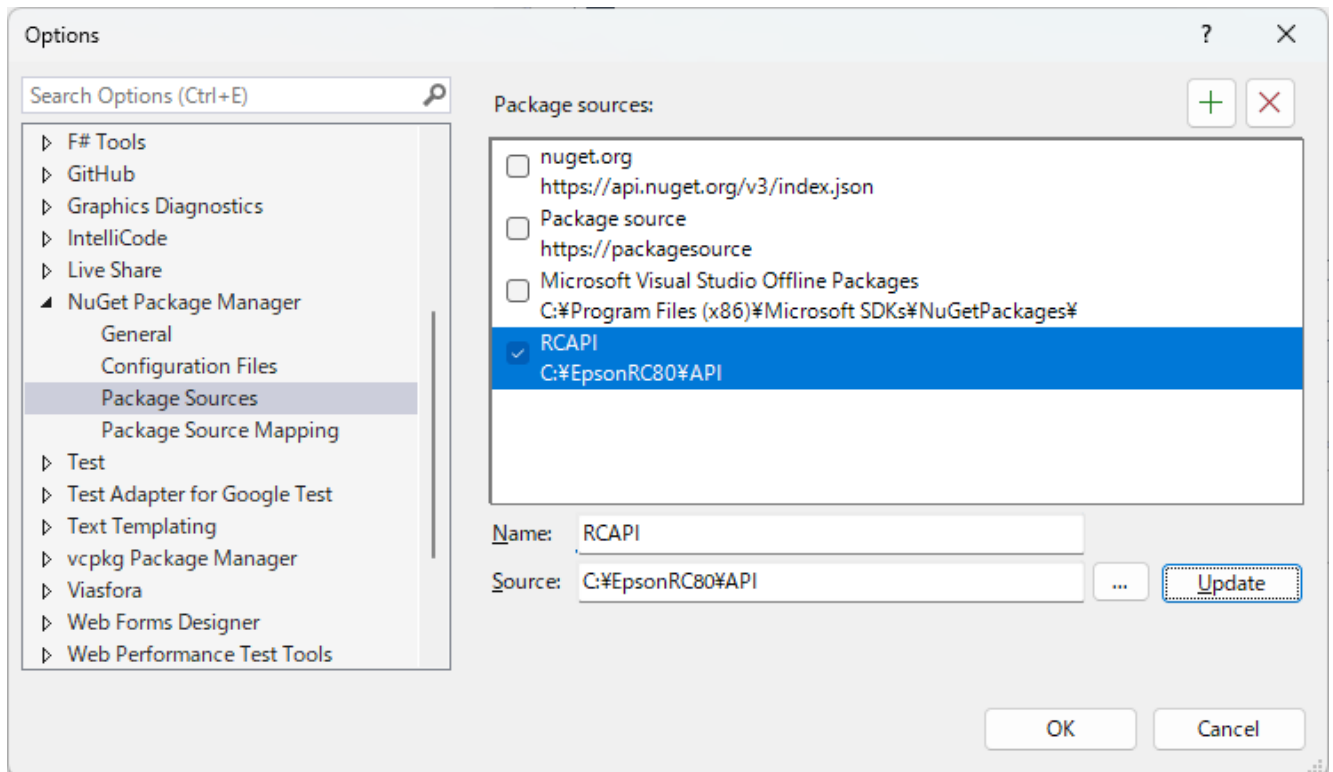 Options
?
Search Options (Ctrl+E)
F# Tools
GitHub
Graphics Diagnostics
IntelliCode
Live Share
NuGet Package Manager
General
Configuration Files
Package Sources
Package Source Mapping
Test
Test Adapter for Google Test
Text Templating
vcpkg Package Manager
Viasfora
Web Forms Designer
Web Performance Test Tools
Package sources:
nuget.org
https://api.nuget.org/v3/index.json
Package source
https://packagesource
Microsoft Visual Studio Offline Packages
C:¥Program Files (x86)¥Microsoft SDKs¥NuGetPackages¥
RCAPI
C:¥EpsonRC80¥API
Name: RCAPI
Source: C:¥EpsonRC80¥API ... Update
OK Cancel